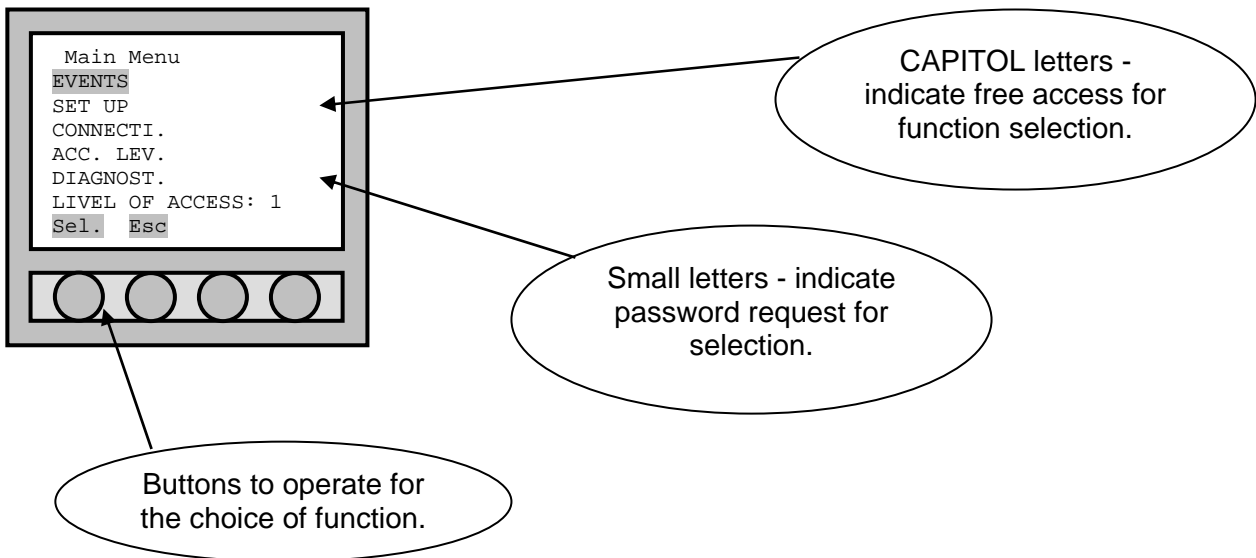 Main Menu
EVENTS
SET UP
CONNECTI.
ACC. LEV.
DIAGNOST.
LIVEL OF ACCESS: 1
Sel. Esc
CAPITOL letters -
indicate free access for
function selection.
Small letters - indicate
password request for
selection.
Buttons to operate for
the choice of function.